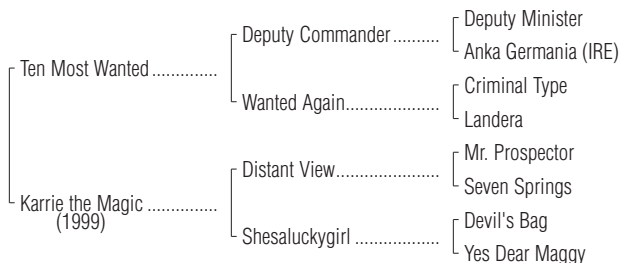 Deputy Minister
Deputy Commander..........
Anka Germania (IRE)
Ten Most Wanted..............
Criminal Type
Wanted Again....................
Landera
Mr. Prospector
Distant View......................
Seven Springs
Karrie the Magic ..............
(1999)
Devil's Bag
Shesaluckygirl ..................
Yes Dear Maggy